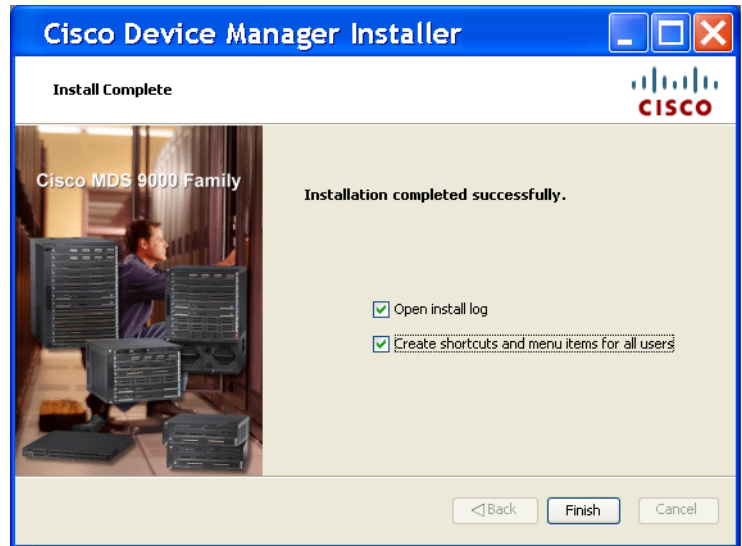 Cisco Device Manager Installer
Install Complete
CISCO
Cisco MDS 9000 Family
Installation completed successfully.
Open install log
Create shortcuts and menu items for all users
Back
Finish
Cancel